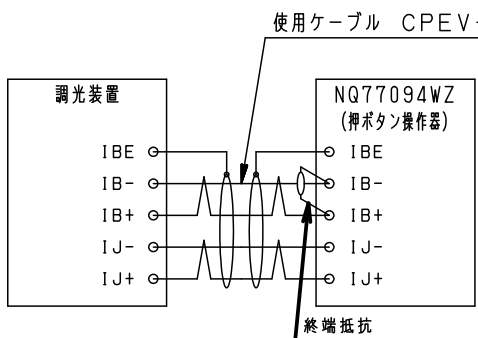 使用ケーブル CPEV-
調光装置
NQ77094WZ
(押ボタン操作器)
IBE
IBE
IB-
IB-
IB+
IB+
IJ-
IJ-
IJ+
IJ+
終端抵抗